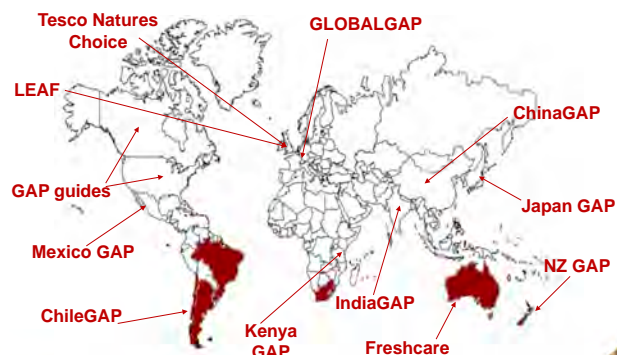 Tesco Natures
Choice
GLOBALGAP
LEAF
ChinaGAP
GAP guides
Japan GAP
Mexico GAP
NZ GAP
ChileGAP
IndiaGAP
Kenya
GAP
Freshcare